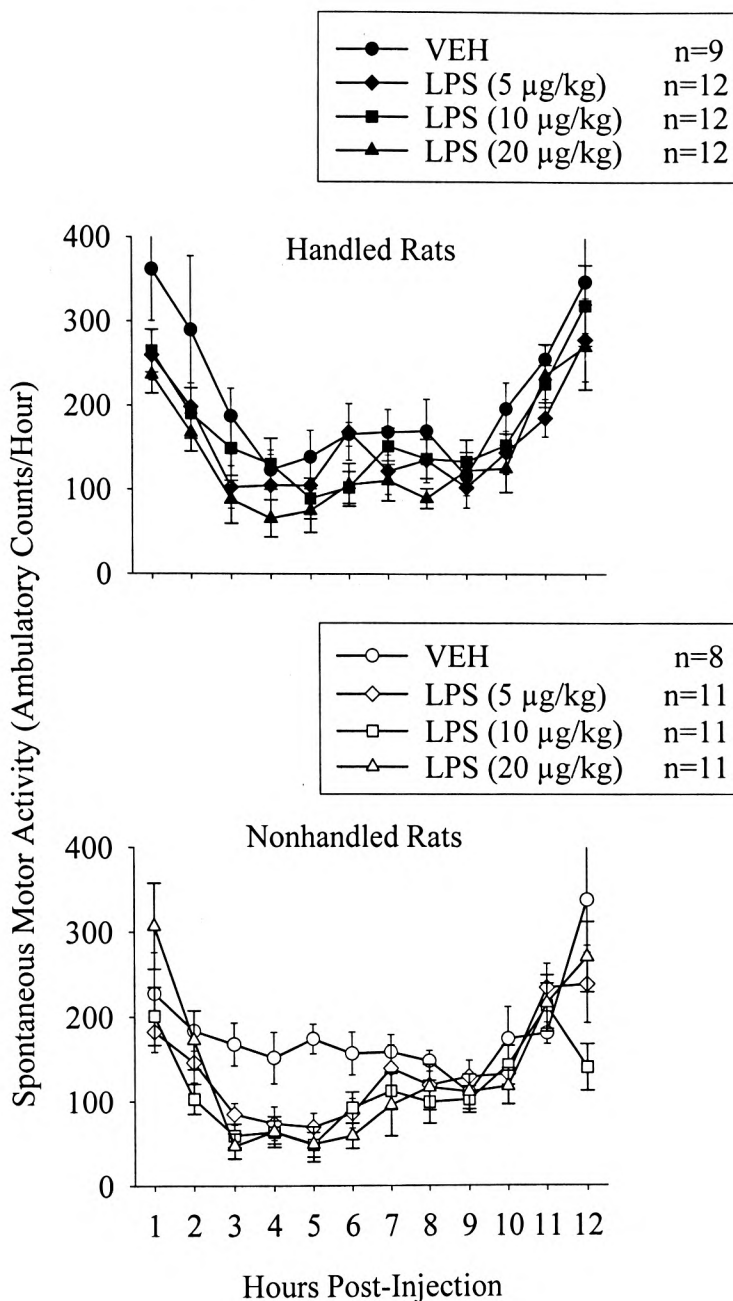 VEH n=9
LPS (5 µg/kg) n=12
LPS (10 µg/kg) n=12
LPS (20 µg/kg) n=12
Handled Rats
400
300
200
100
0
VEH n=8
LPS (5 µg/kg) n=11
LPS (10 µg/kg) n=11
LPS (20 µg/kg) n=11
Nonhandled Rats
400
300
200
100
0
1 2 3 4 5 6 7 8 9 10 11 12
Hours Post-Injection
Spontaneous Motor Activity (Ambulatory Counts/Hour)